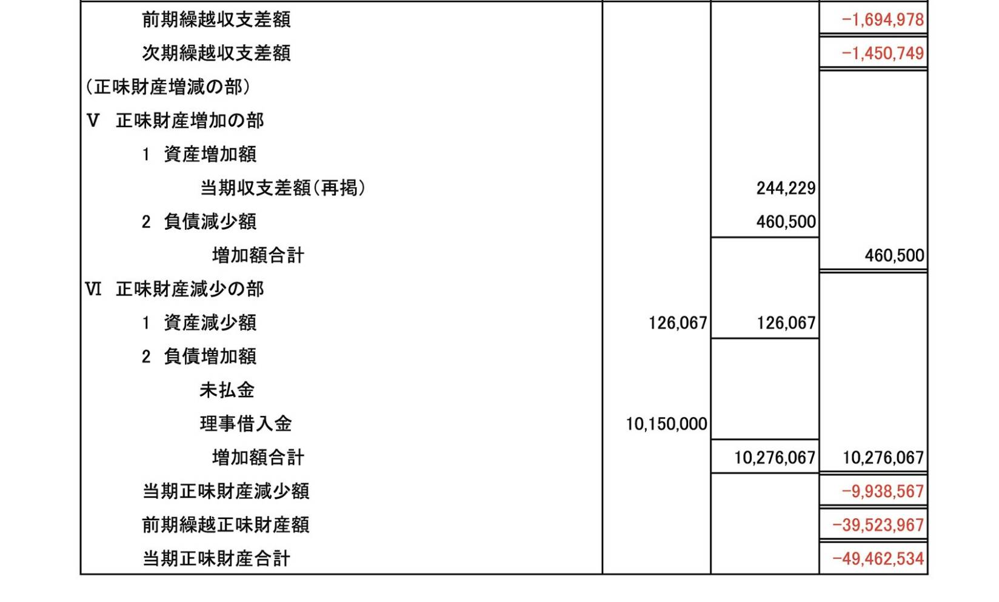 前期繰越収支差額 -1,694,978
次期繰越収支差額 -1,450,749
(正味財産増減の部)
Ⅴ 正味財産増加の部
1 資産増加額
当期収支差額(再掲) 244,229
2 負債減少額 460,500
増加額合計 460,500
Ⅵ 正味財産減少の部
1 資産減少額 126,067 126,067
2 負債増加額
未払金
理事借入金 10,150,000
増加額合計 10,276,067 10,276,067
当期正味財産減少額 -9,938,567
前期繰越正味財産額 -39,523,967
当期正味財産合計 -49,462,534